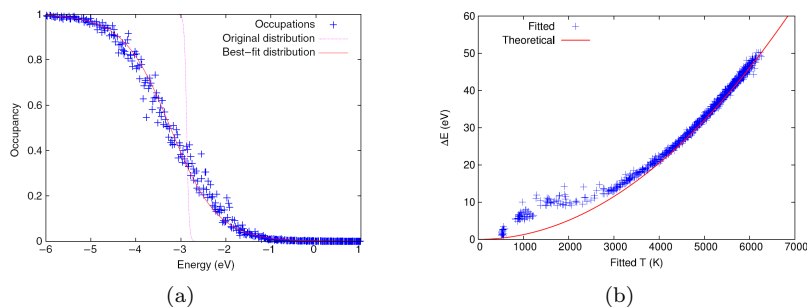 1
0.8
0.6
0.4
0.2
0
−6
−5
−4
−3
−2
−1
0
1
Occupancy
Energy (eV)
Occupations
Original distribution
Best−fit distribution
(a)
60
50
40
30
20
10
0
0
1000
2000
3000
4000
5000
6000
7000
ΔE (eV)
Fitted T (K)
Fitted
Theoretical
(b)